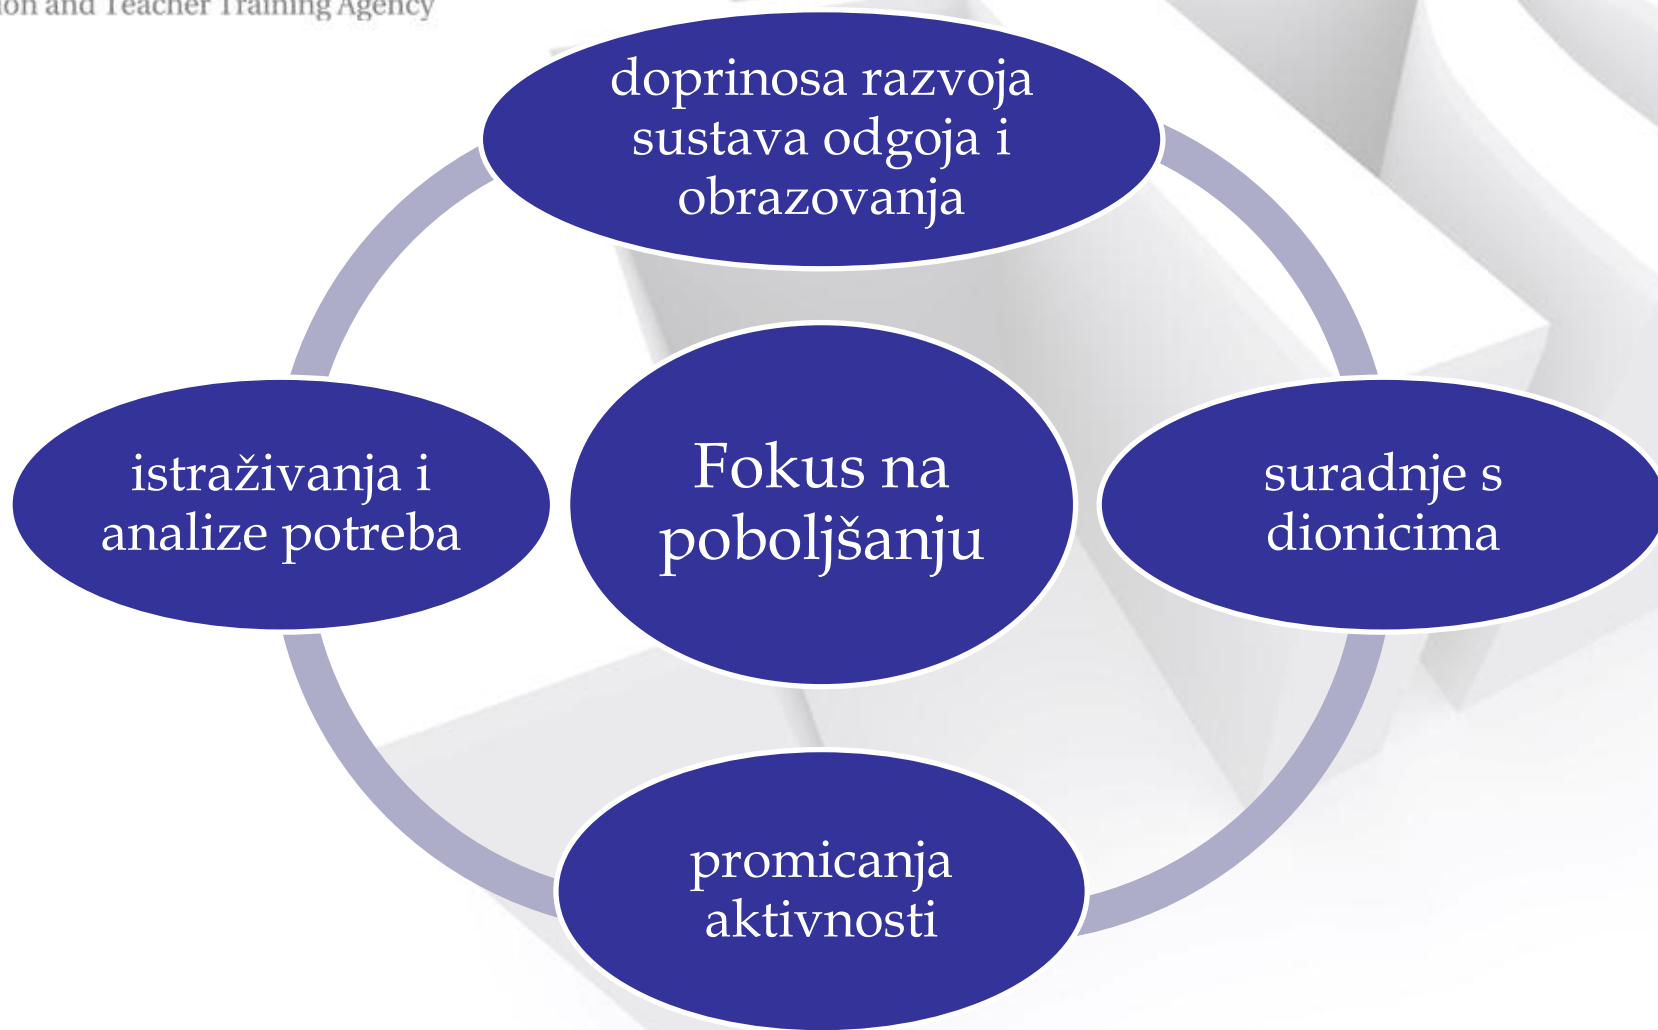 and Teacher Training Agency
doprinosa razvoja
sustava odgoja i
obrazovanja
istraživanja i
analize potreba
Fokus na
poboljšanju
suradnje s
dionicima
promicanja
aktivnosti